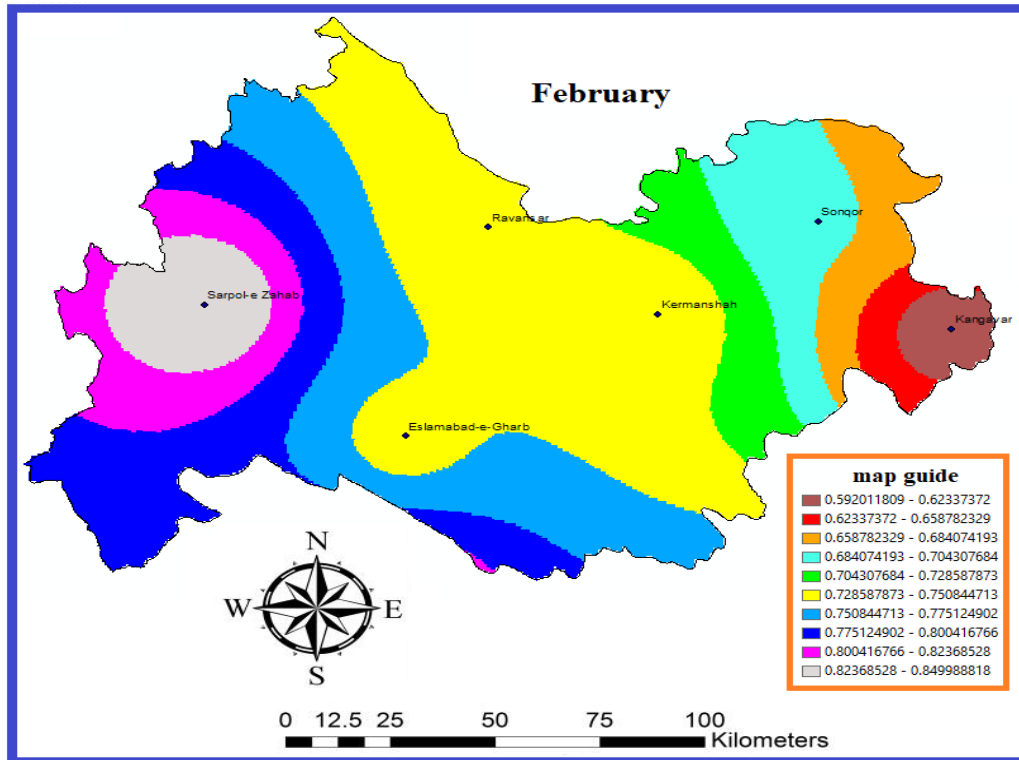 February
Ravansar
Sonqor
Sarpol-e Zahab
Kermanshah
Kangavar
Eslamabad-e-Gharb
map guide
0.592011809 - 0.62337372
0.62337372 - 0.658782329
0.658782329 - 0.684074193
0.684074193 - 0.704307684
0.704307684 - 0.728587873
0.728587873 - 0.750844713
0.750844713 - 0.775124902
0.775124902 - 0.800416766
0.800416766 - 0.82368528
0.82368528 - 0.849988818
N
W E
S
0 12.5 25 50 75 100
Kilometers